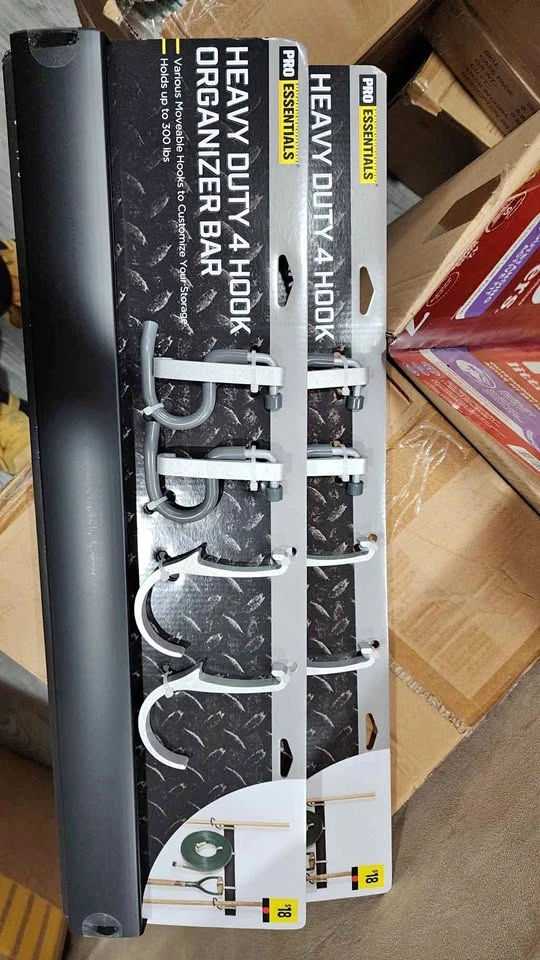 PRO
ESSENTIALS
HEAVY DUTY 4 HOOK
ORGANIZER BAR
Various Moveable Hooks to Customize Your Storage
Holds up to 300 lbs
$18
PRO
ESSENTIALS
HEAVY DUTY 4 HOOK
$18